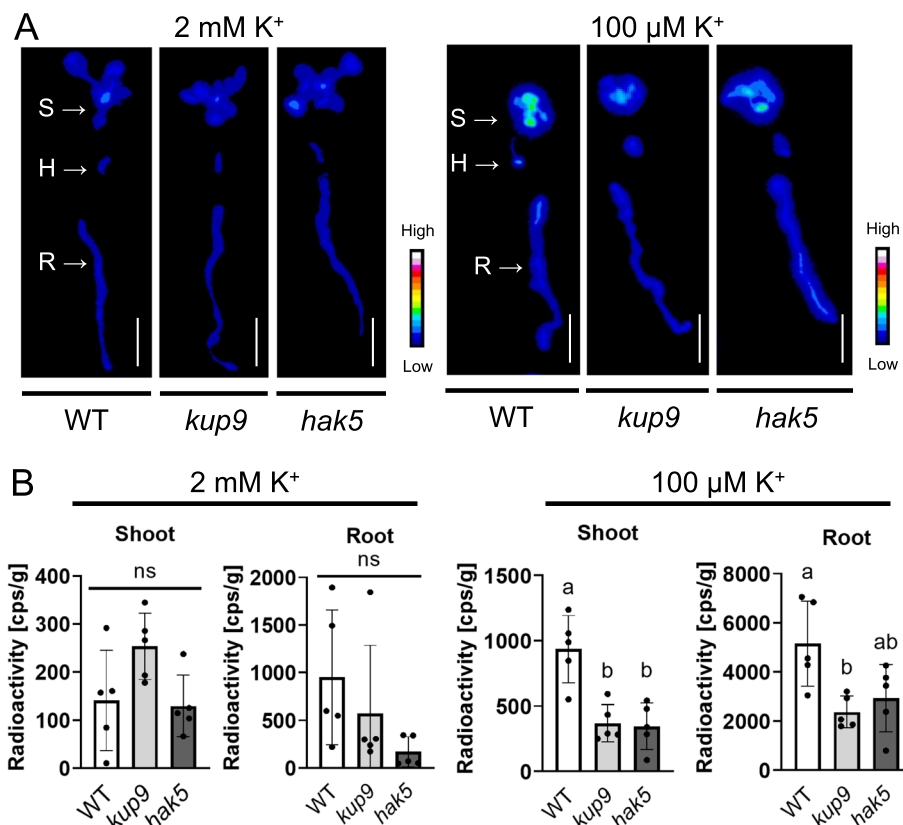 A
2 mM K⁺
100 µM K⁺
S →
H →
R →
High
Low
S →
H →
R →
High
Low
WT
kup9
hak5
WT
kup9
hak5
B
2 mM K⁺
100 µM K⁺
Shoot
ns
Radioactivity [cps/g]
400
300
200
100
0
WT
kup9
hak5
Root
ns
Radioactivity [cps/g]
2000
1500
1000
500
0
WT
kup9
hak5
Shoot
Radioactivity [cps/g]
1500
1000
500
0
a
b
b
WT
kup9
hak5
Root
Radioactivity [cps/g]
8000
6000
4000
2000
0
a
b
ab
WT
kup9
hak5